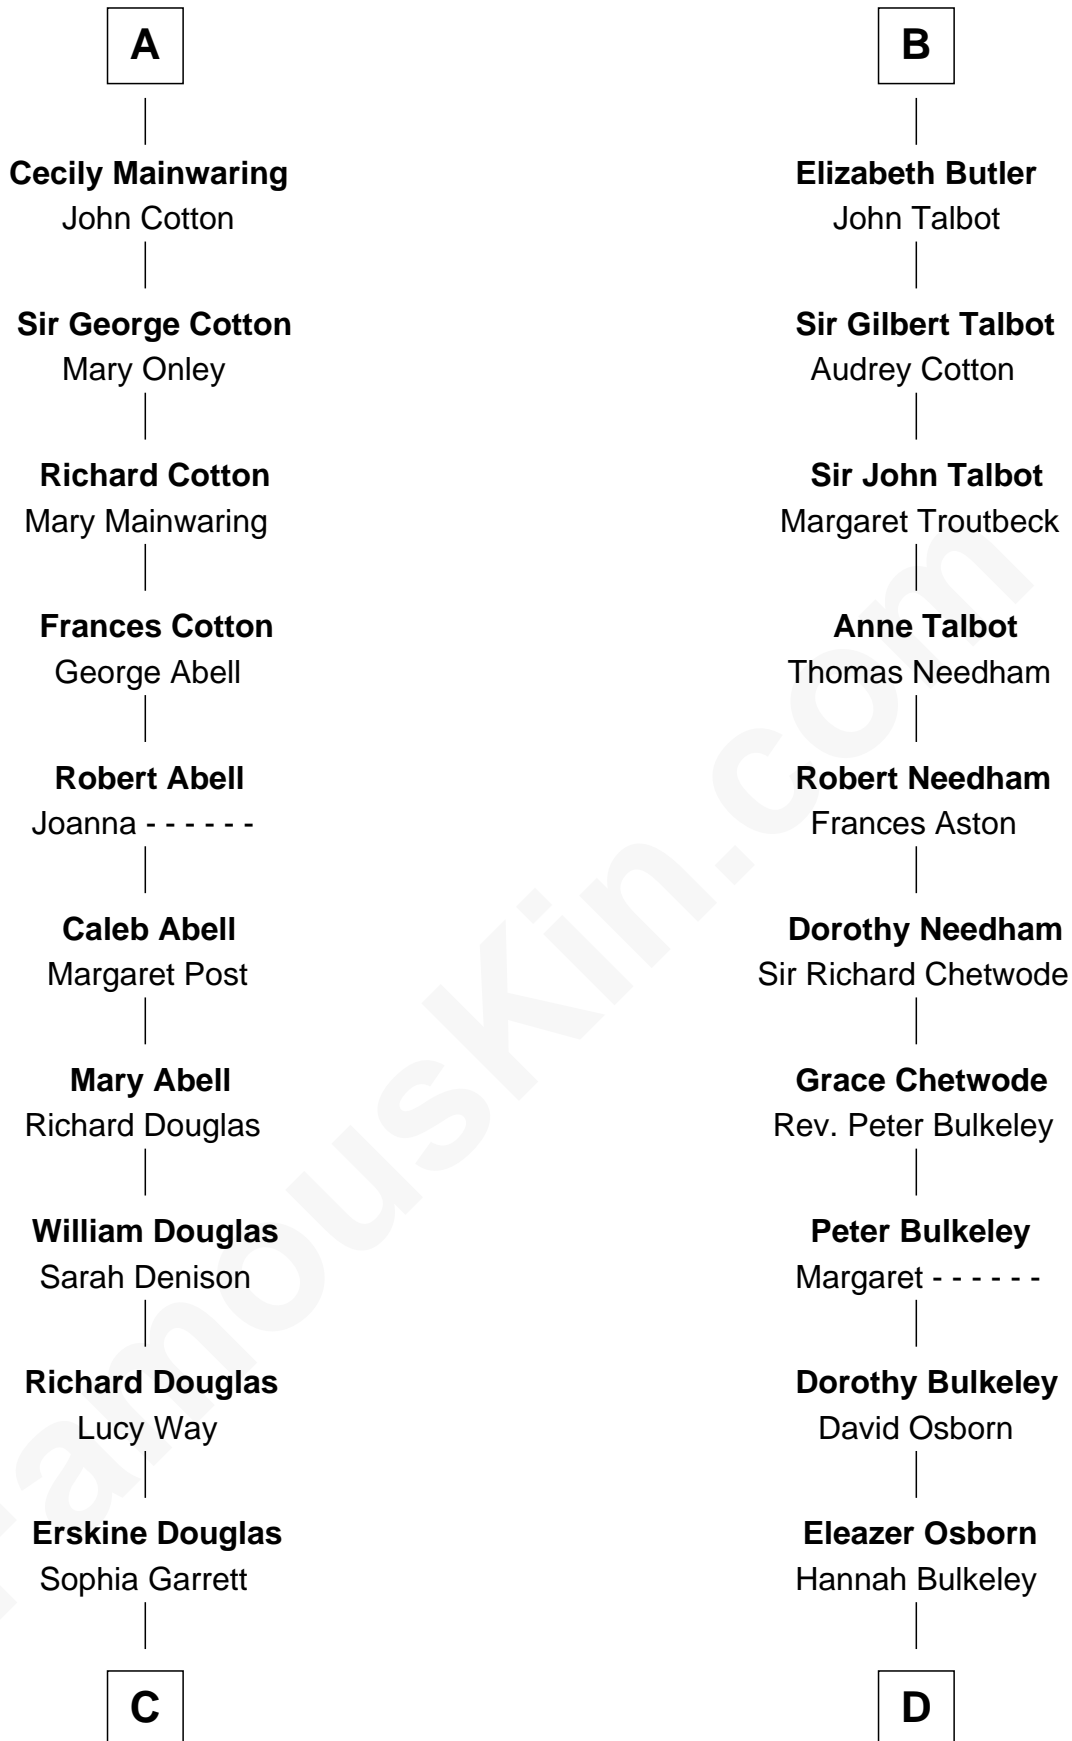 A
Cecily Mainwaring
John Cotton
Sir George Cotton
Mary Onley
Richard Cotton
Mary Mainwaring
Frances Cotton
George Abell
Robert Abell
Joanna - - - - - -
Caleb Abell
Margaret Post
Mary Abell
Richard Douglas
William Douglas
Sarah Denison
Richard Douglas
Lucy Way
Erskine Douglas
Sophia Garrett
C
B
Elizabeth Butler
John Talbot
Sir Gilbert Talbot
Audrey Cotton
Sir John Talbot
Margaret Troutbeck
Anne Talbot
Thomas Needham
Robert Needham
Frances Aston
Dorothy Needham
Sir Richard Chetwode
Grace Chetwode
Rev. Peter Bulkeley
Peter Bulkeley
Margaret - - - - - -
Dorothy Bulkeley
David Osborn
Eleazer Osborn
Hannah Bulkeley
D
FamousKin.com